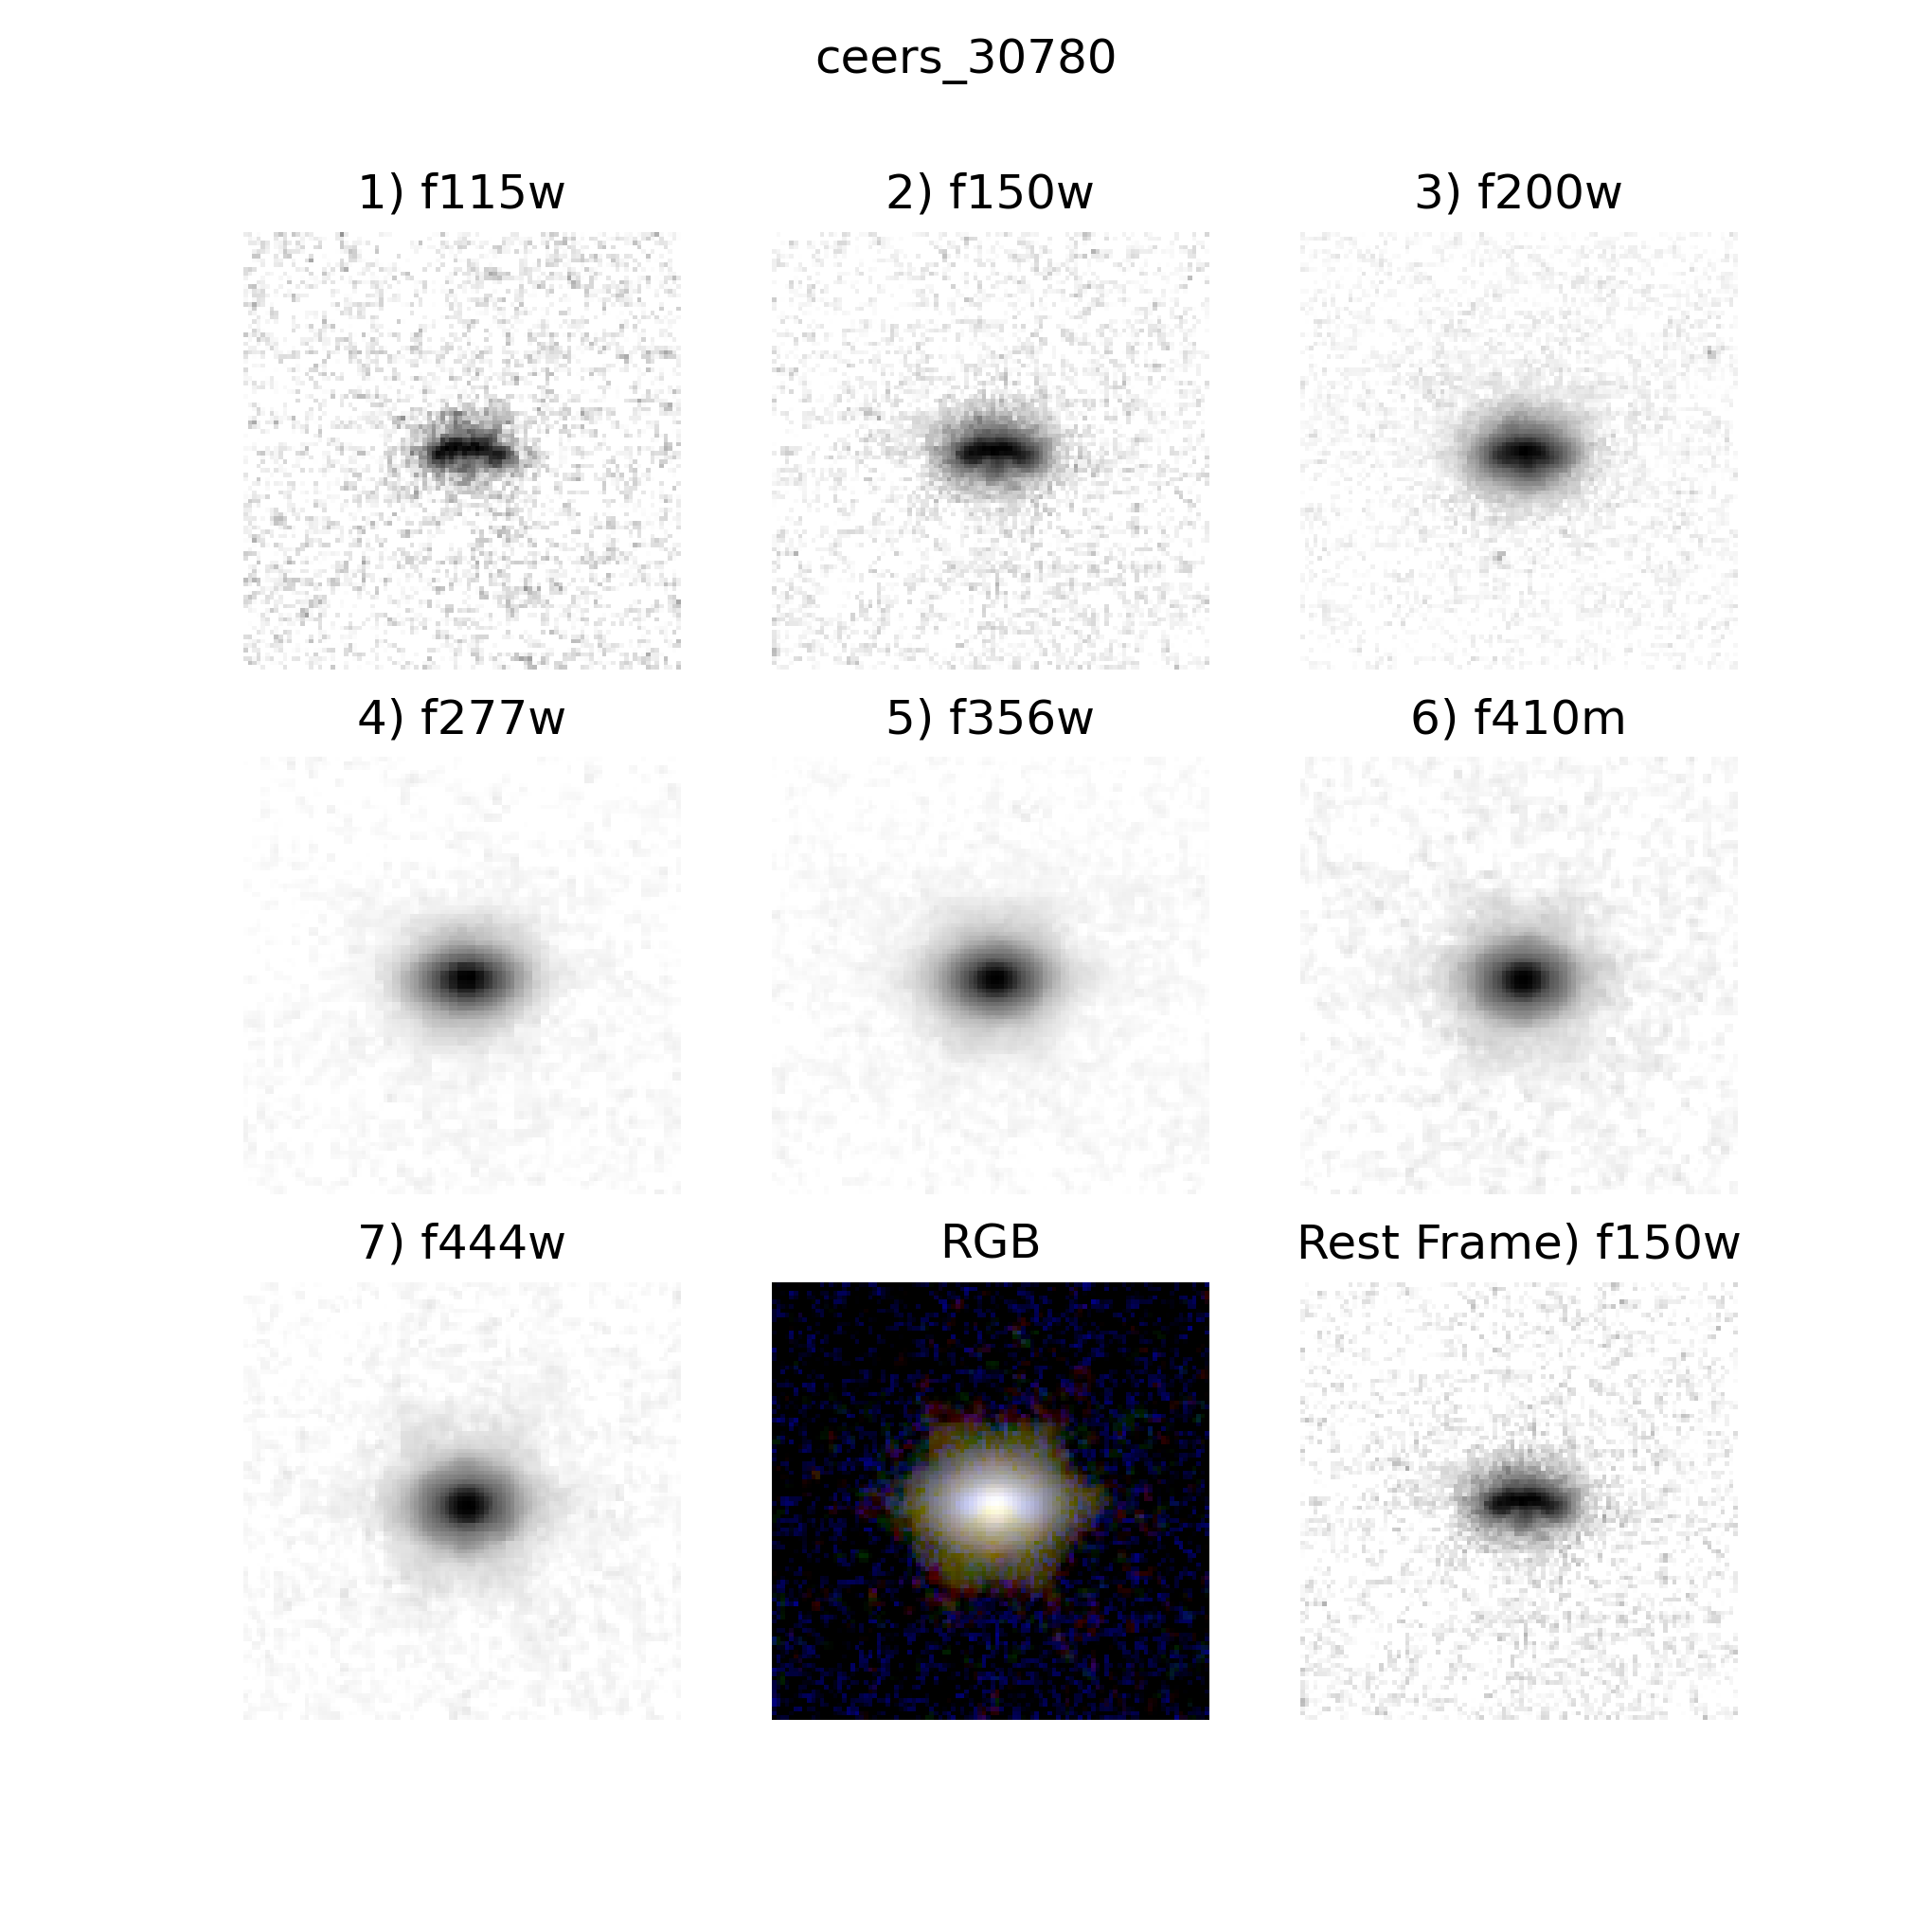 ceers_30780
1) f115w
2) f150w
3) f200w
4) f277w
5) f356w
6) f410m
7) f444w
RGB
Rest Frame) f150w